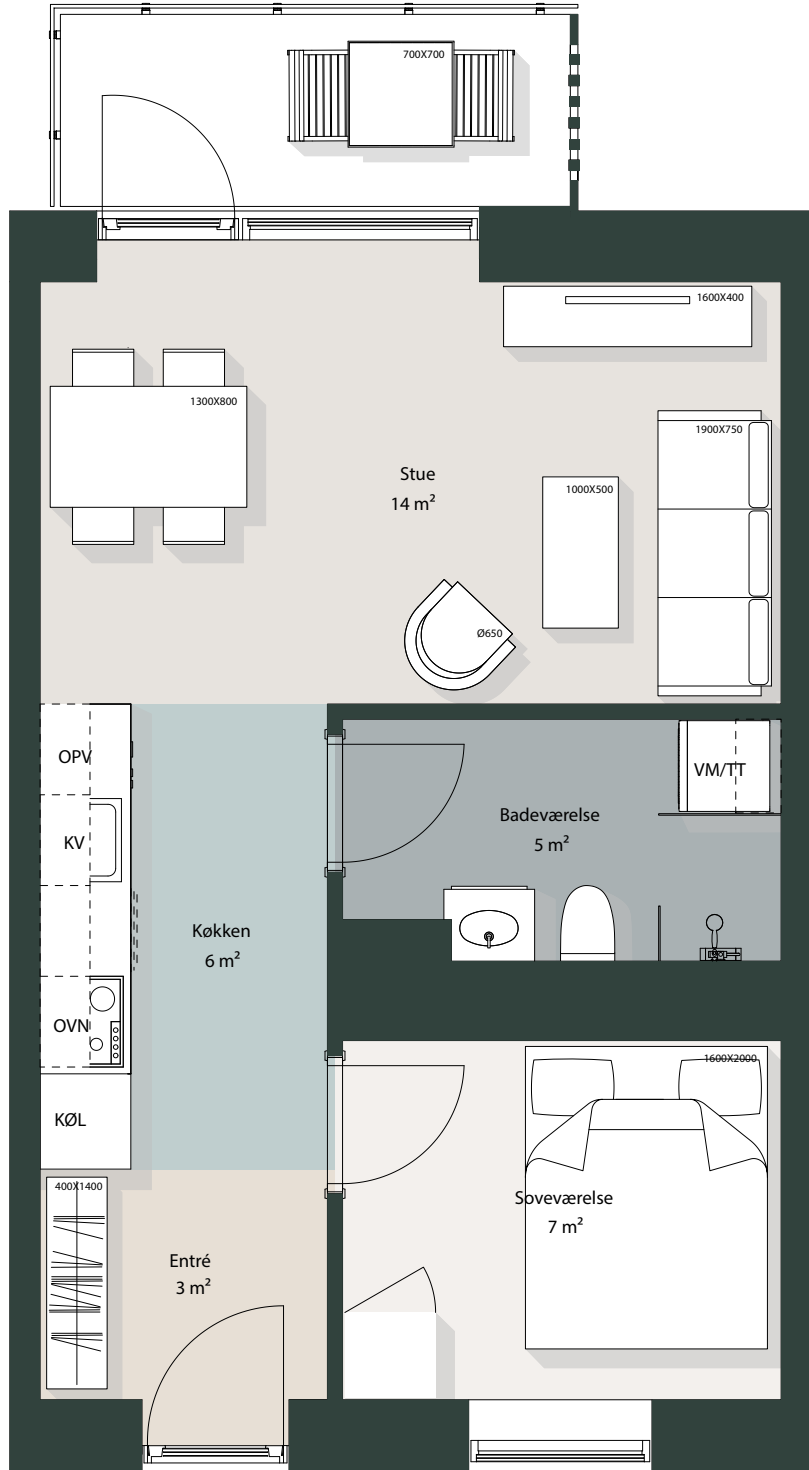 700X700
1600X400
1300X800
1900X750
Stue
14 m²
1000X500
Ø650
OPV
VM/TT
KV
Badeværelse
5 m²
Køkken
6 m²
OVN
1600X2000
KØL
400X1400
Soveværelse
7 m²
Entré
3 m²